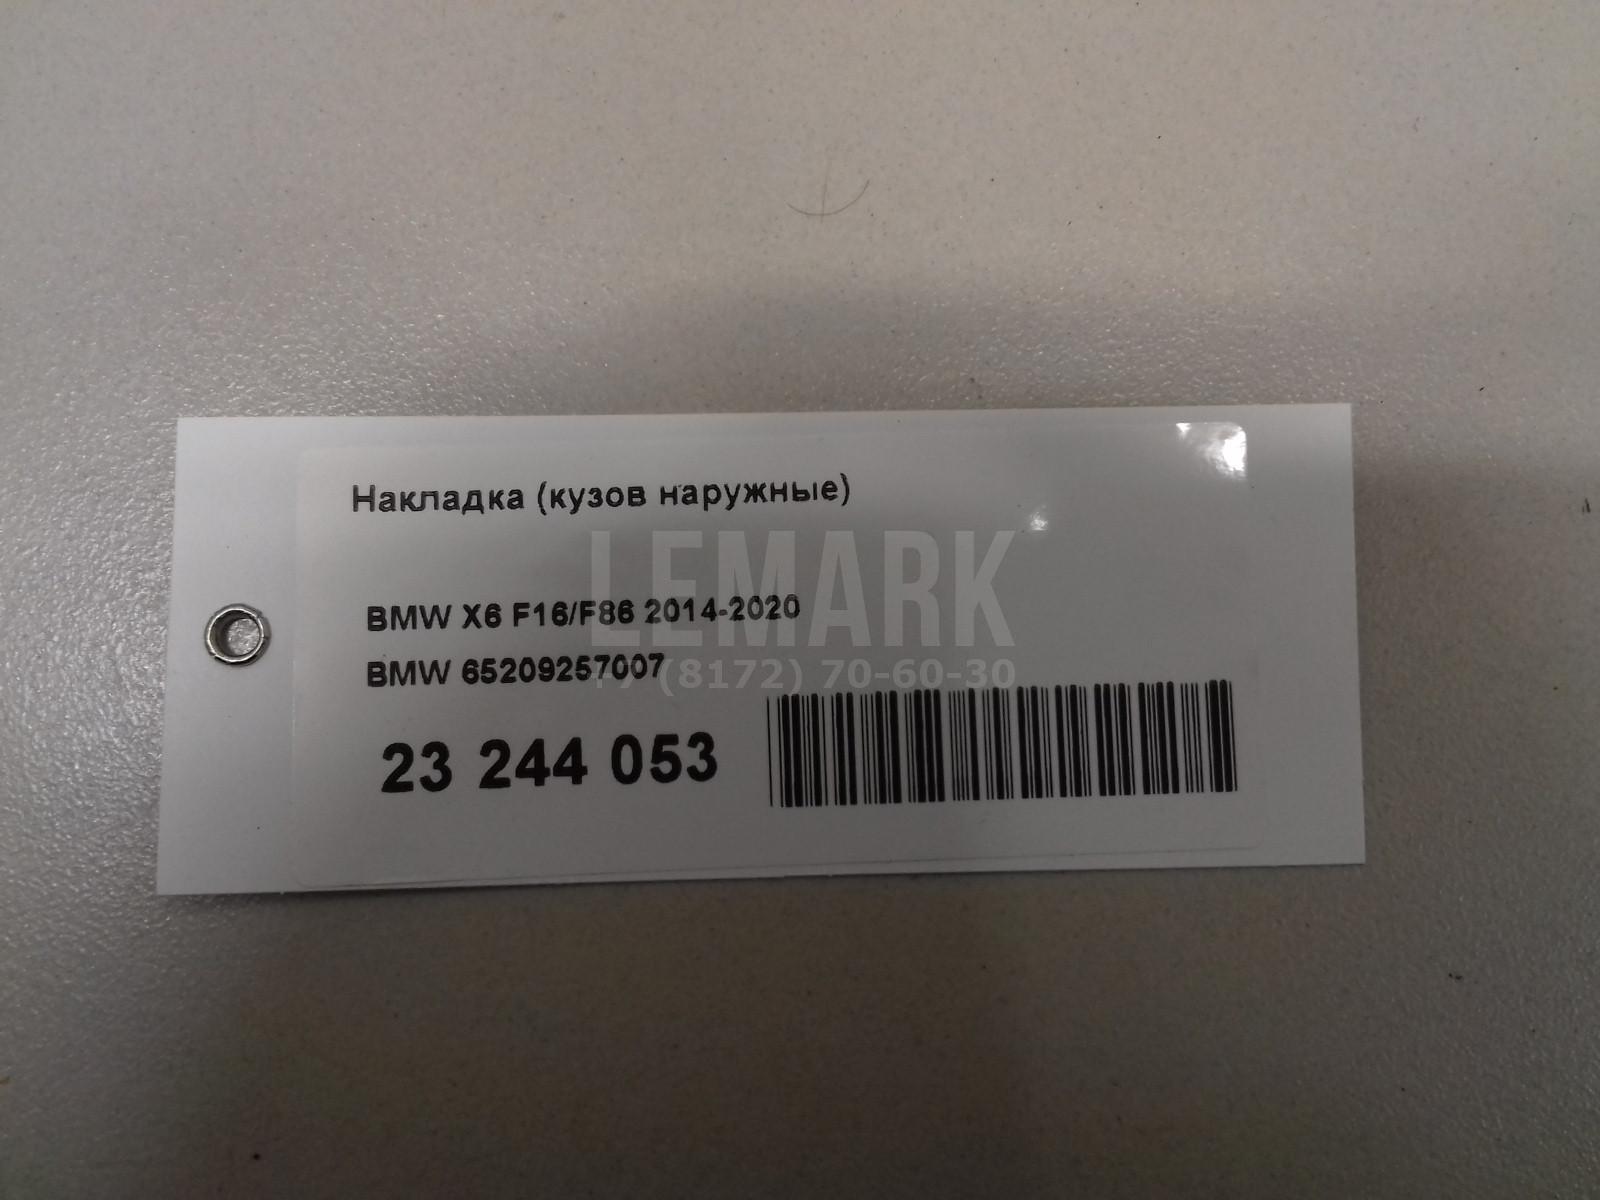 Накладка (кузов наружные)
LEMARK
BMW X6 F16/F86 2014-2020
BMW 65209257007
+7 (8172) 70-60-30
23 244 053